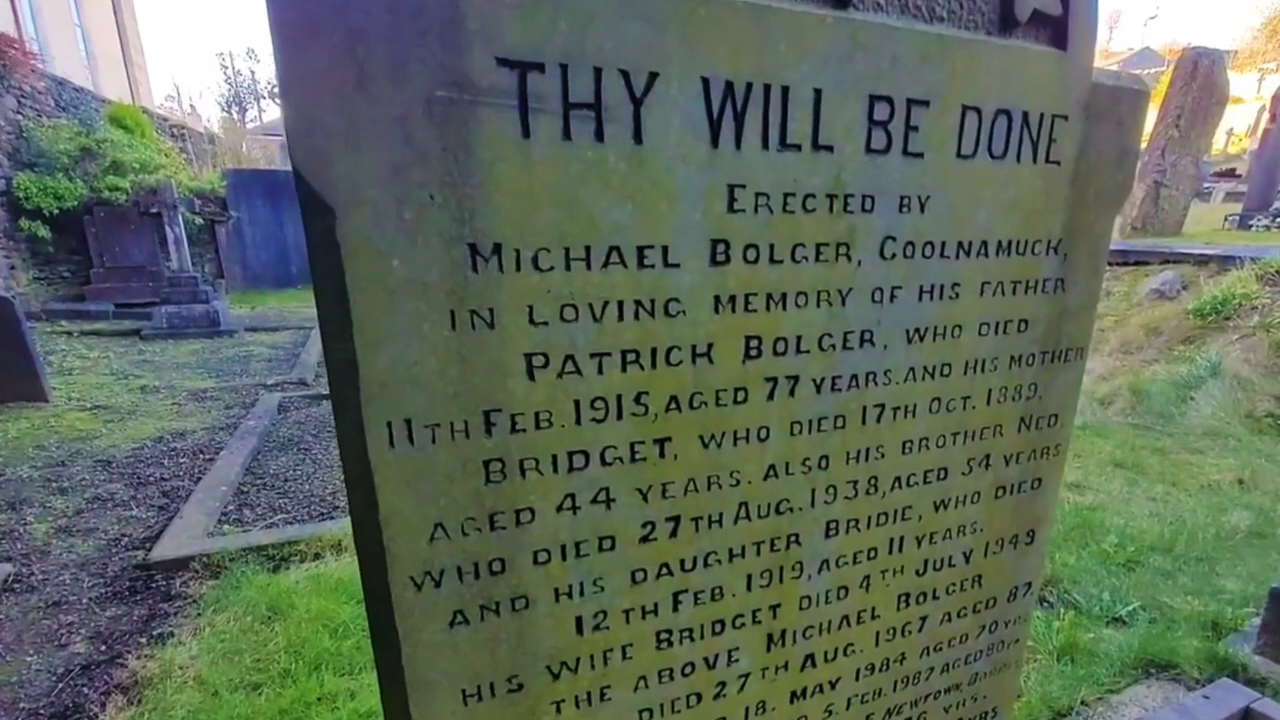 THY WILL BE DONE
ERECTED BY
MICHAEL BOLGER, COOLNAMUCK,
IN LOVING MEMORY OF HIS FATHER
PATRICK BOLGER, WHO DIED
11TH FEB. 1915, AGED 77 YEARS. AND HIS MOTHER
BRIDGET, WHO DIED 17TH OCT. 1889,
AGED 44 YEARS. ALSO HIS BROTHER NED
WHO DIED 27TH AUG. 1938, AGED 54 YEARS
AND HIS DAUGHTER BRIDIE, WHO DIED
12TH FEB. 1919, AGED 11 YEARS.
HIS WIFE BRIDGET DIED 4TH JULY 1949
THE ABOVE MICHAEL BOLGER
DIED 27TH AUG. 1967 AGED 87.
18. MAY 1984 AGED 70 YRS.
5. FEB. 1987 AGED 80
NEWTOWN,
YRS.
YRS